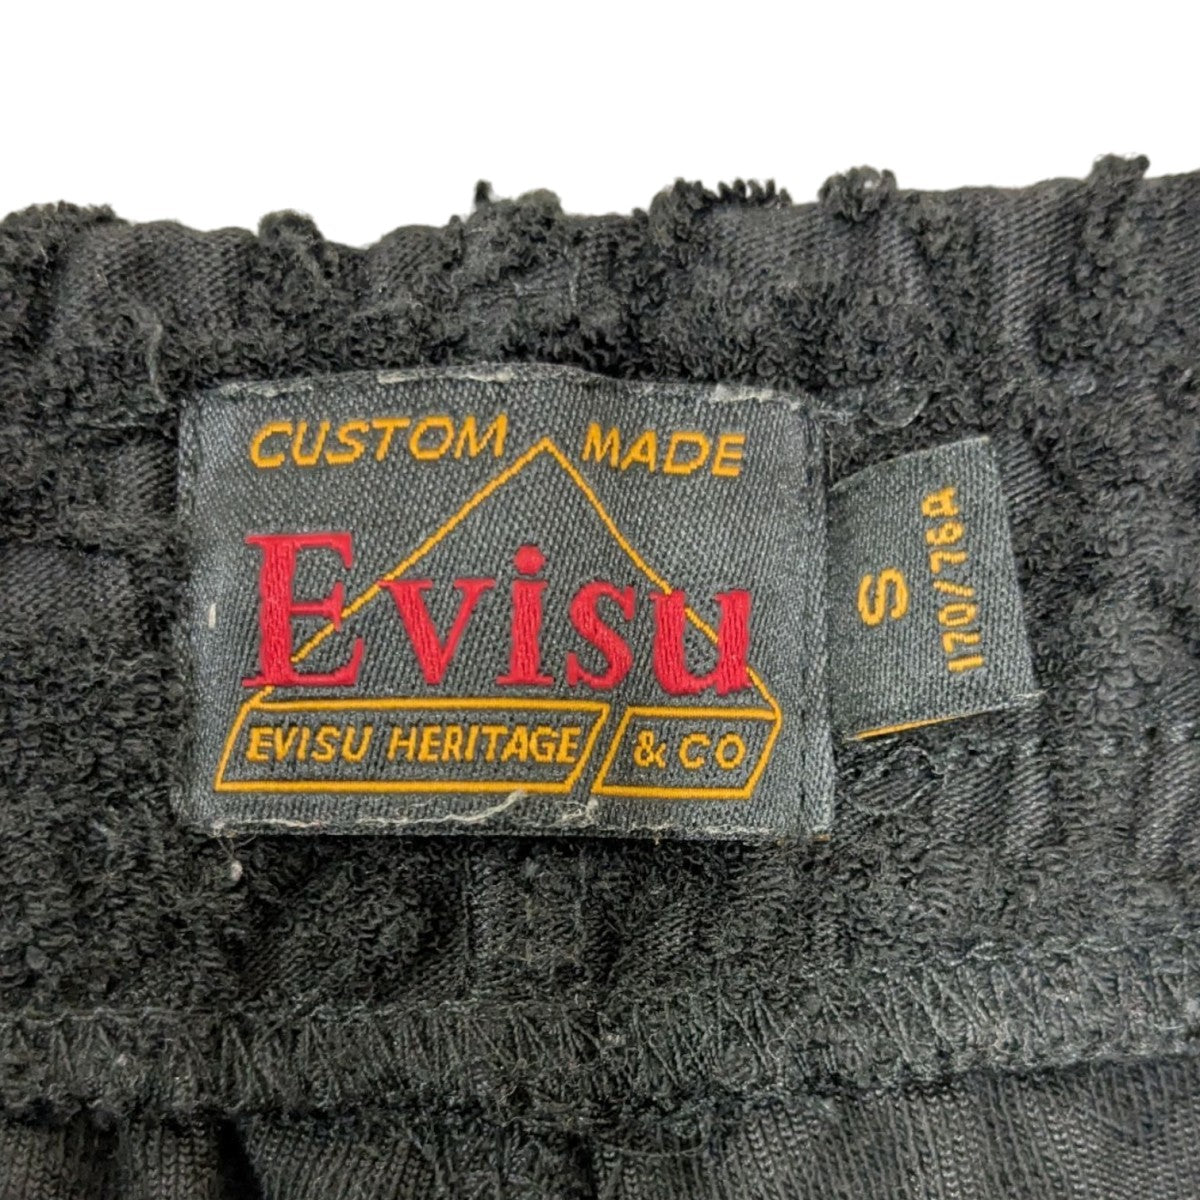 CUSTOM MADE
Evisu
EVISU HERITAGE & CO
S
170/76A